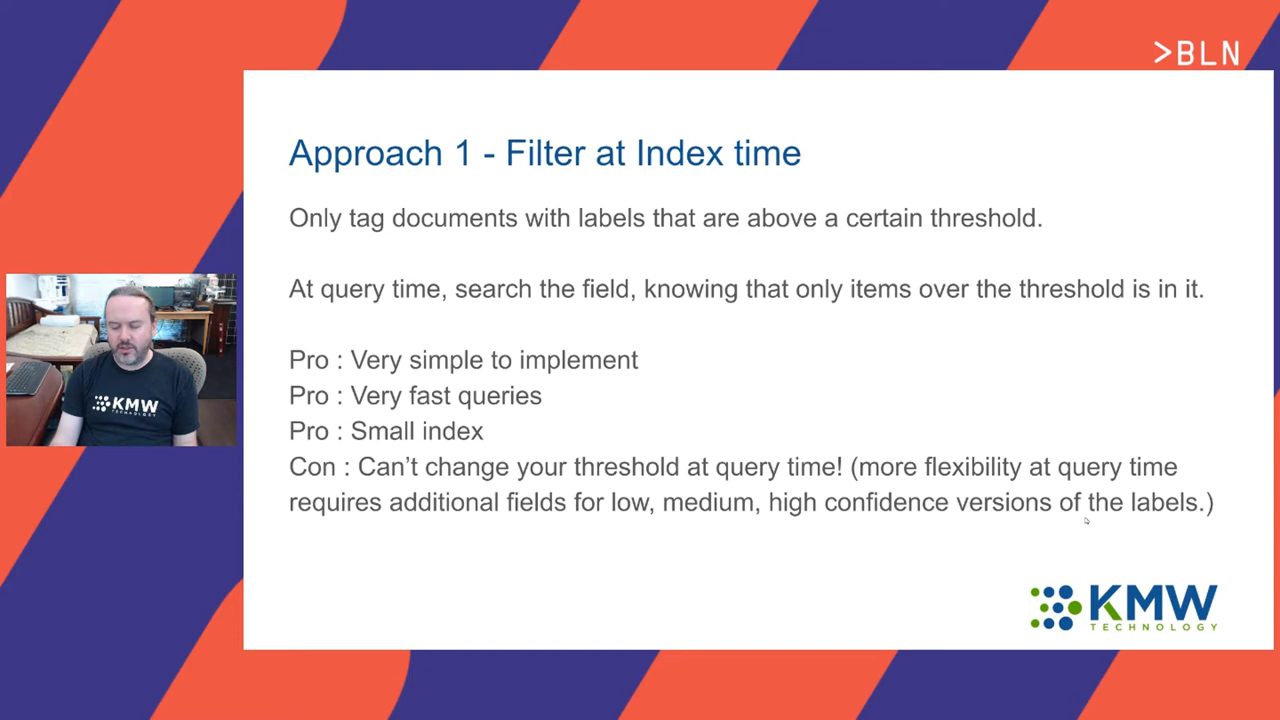 >BLN
Approach 1 - Filter at Index time
Only tag documents with labels that are above a certain threshold.
At query time, search the field, knowing that only items over the threshold is in it.
Pro : Very simple to implement
Pro : Very fast queries
Pro : Small index
Con : Can’t change your threshold at query time! (more flexibility at query time
requires additional fields for low, medium, high confidence versions of the labels.)
KMW
TECHNOLOGY
KMW
TECHNOLOGY